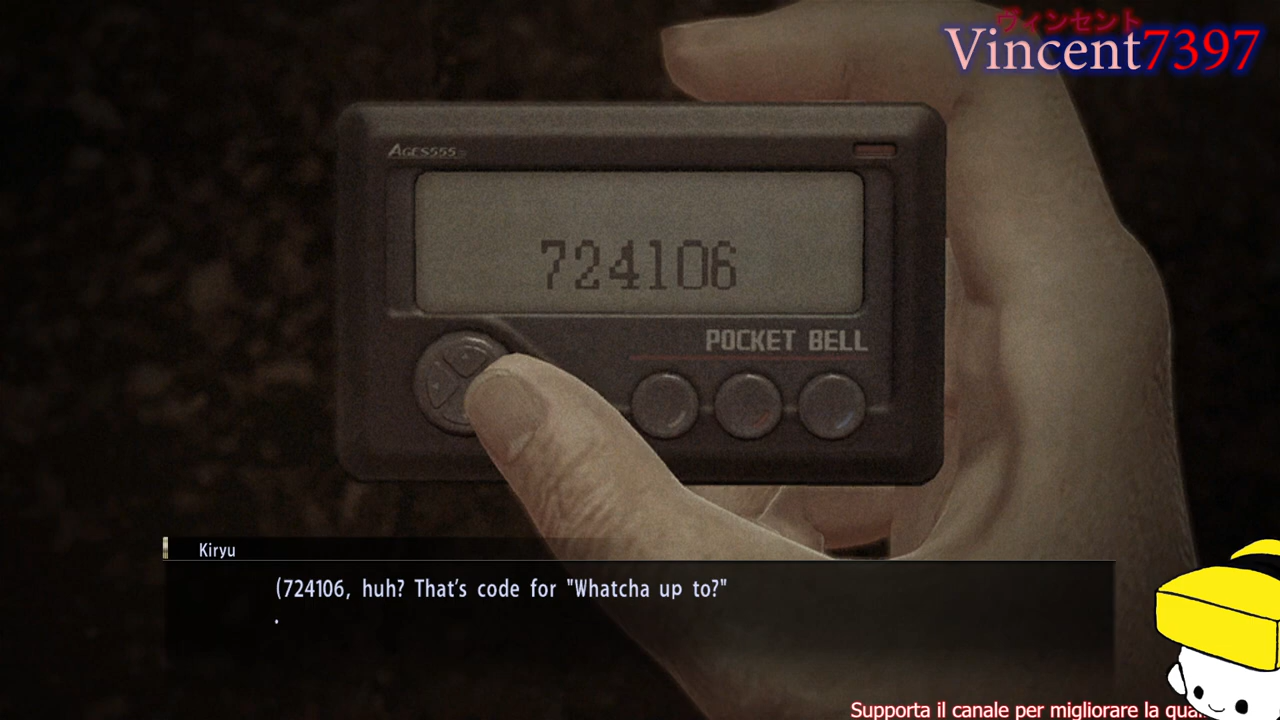 ヴィンセント
Vincent7397
AGES555
724106
POCKET BELL
Kiryu
(724106, huh? That's code for "Whatcha up to?"
.
Supporta il canale per migliorare la